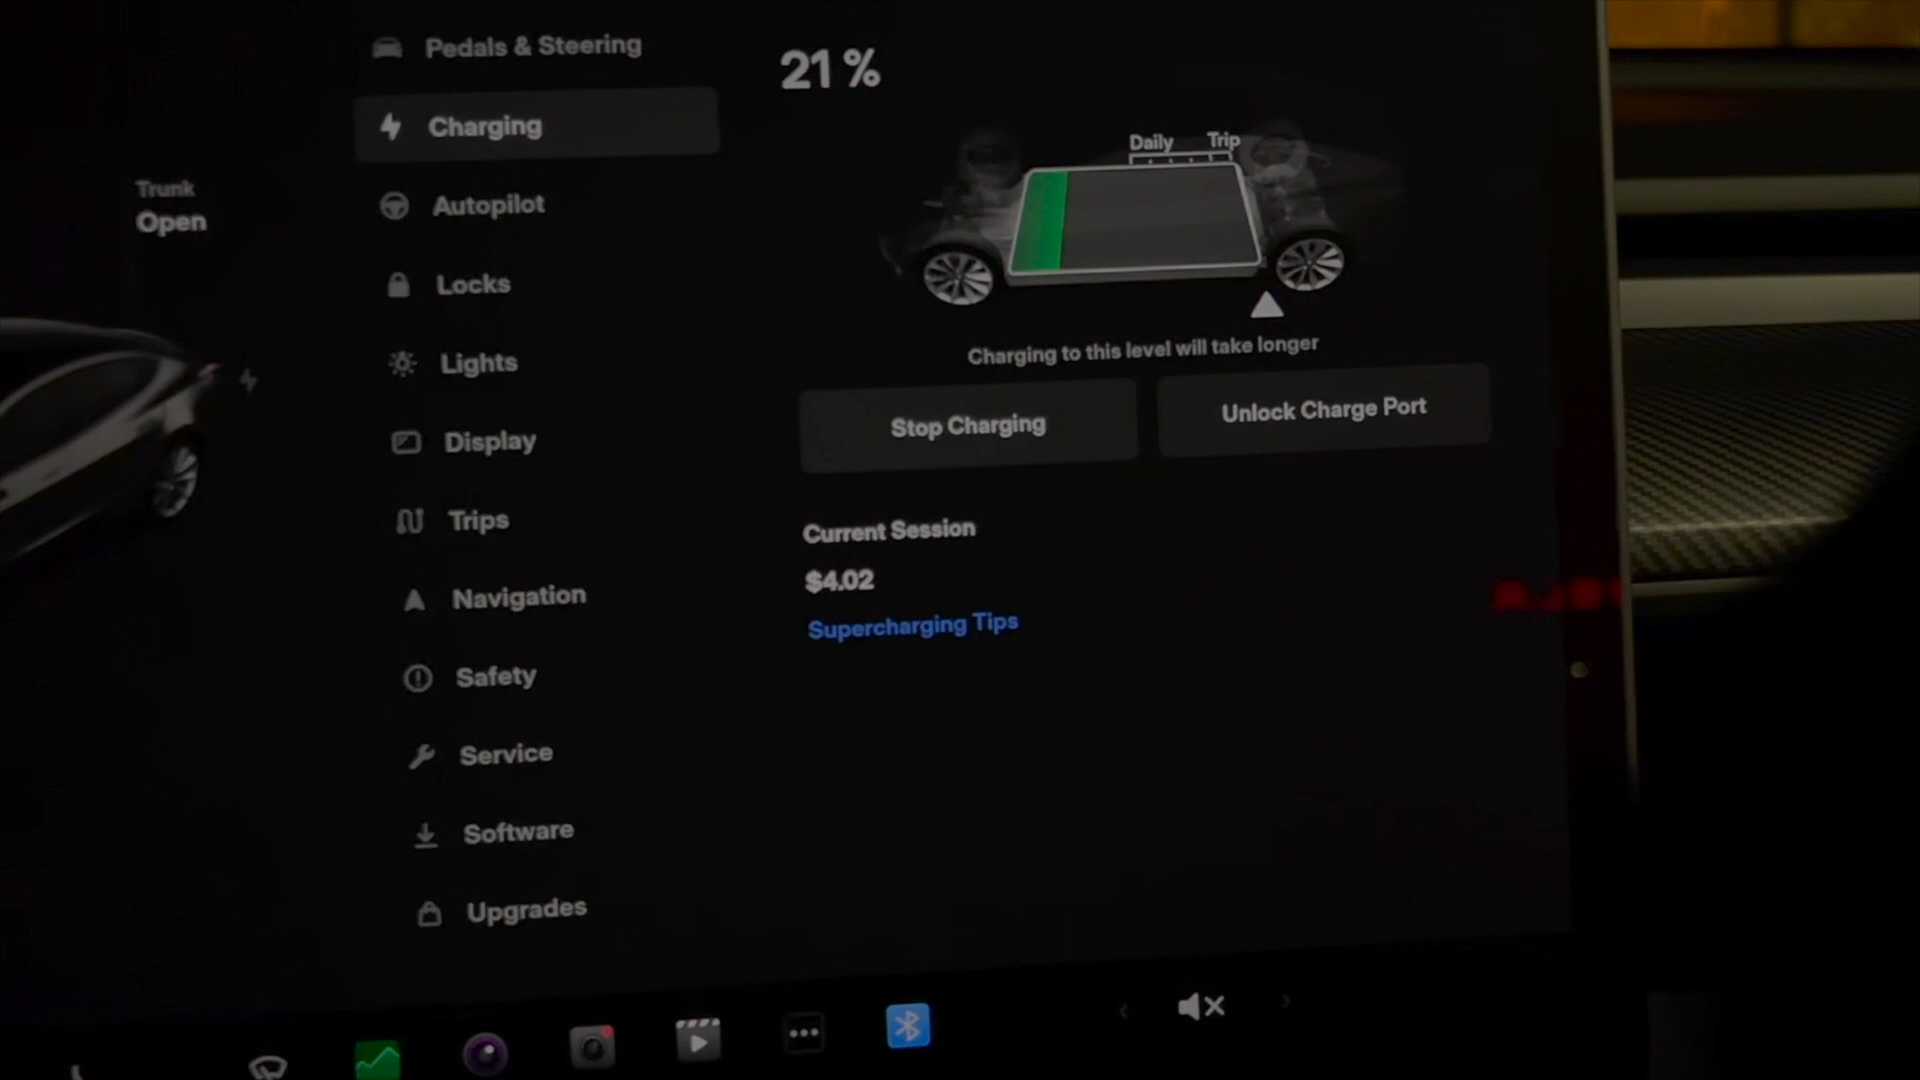 Trunk
Open
Pedals & Steering
Charging
Autopilot
Locks
Lights
Display
Trips
Navigation
Safety
Service
Software
Upgrades
21 %
Daily Trip
Charging to this level will take longer
Stop Charging
Unlock Charge Port
Current Session
$4.02
Supercharging Tips